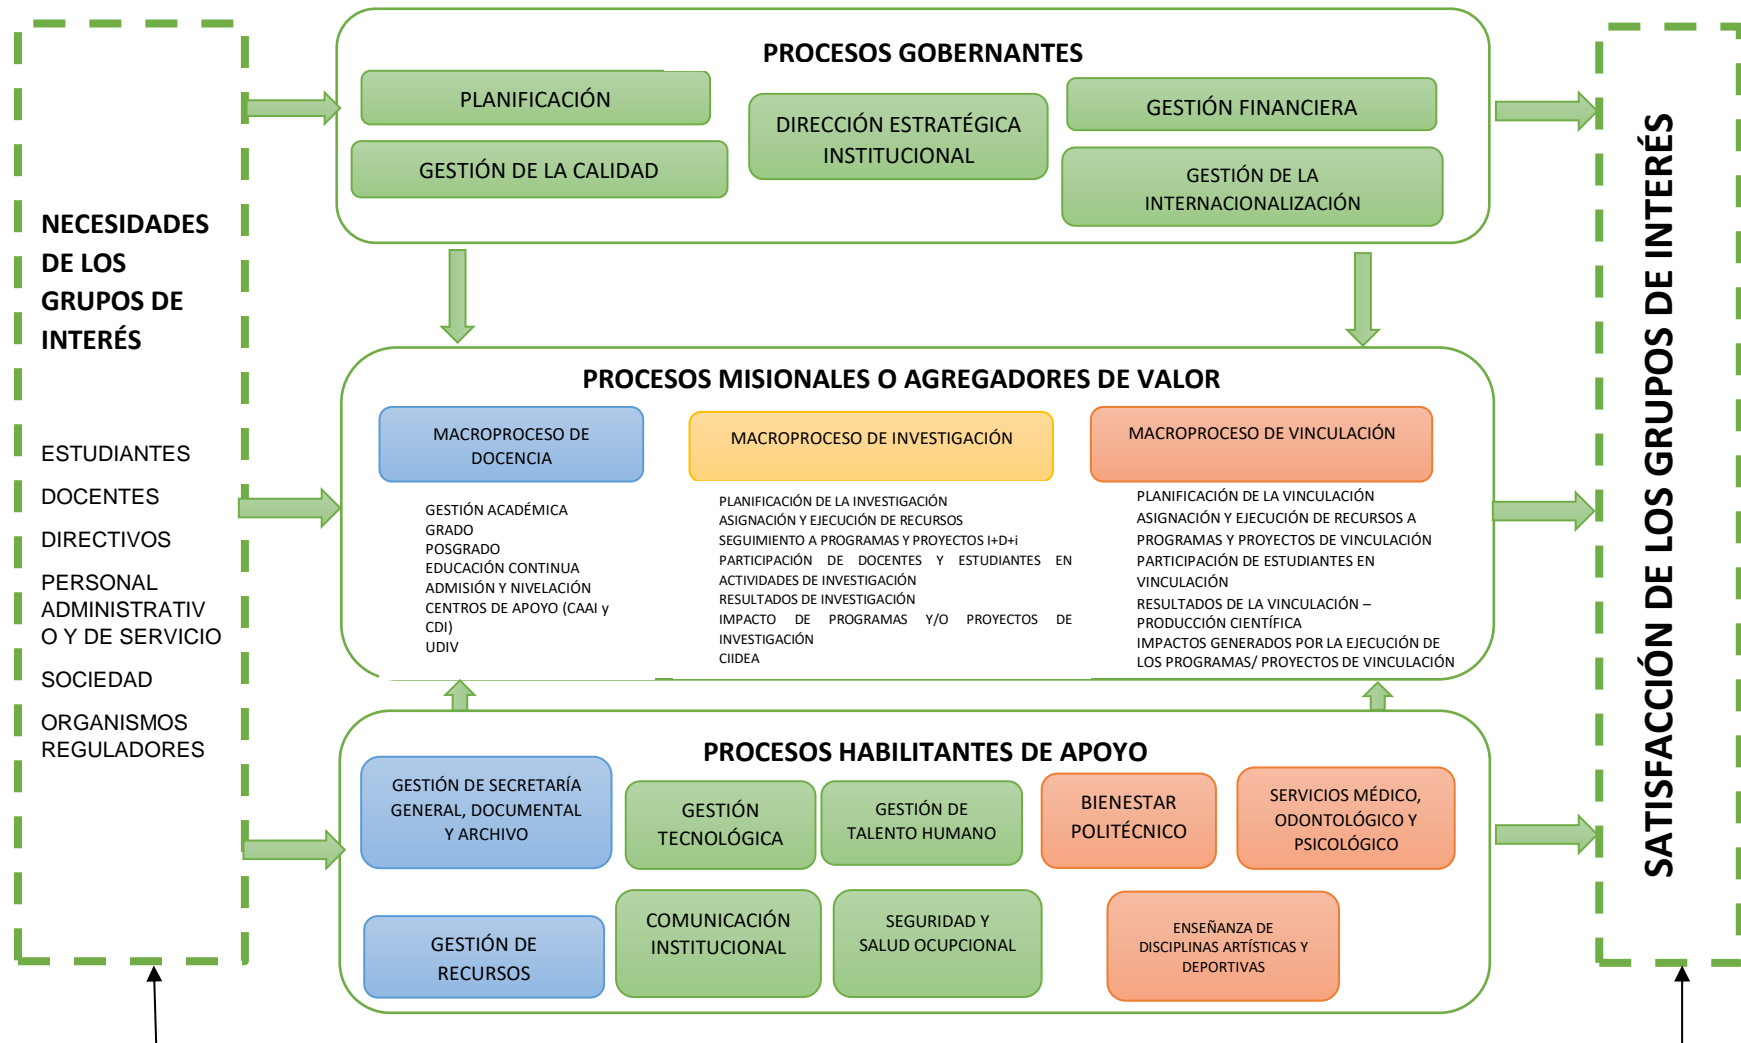 NECESIDADES
DE LOS
GRUPOS DE
INTERÉS
ESTUDIANTES
DOCENTES
DIRECTIVOS
PERSONAL
ADMINISTRATIV
O Y DE SERVICIO
SOCIEDAD
ORGANISMOS
REGULADORES
PROCESOS GOBERNANTES
PLANIFICACIÓN
GESTIÓN DE LA CALIDAD
DIRECCIÓN ESTRATÉGICA
INSTITUCIONAL
GESTIÓN FINANCIERA
GESTIÓN DE LA
INTERNACIONALIZACIÓN
PROCESOS MISIONALES O AGREGADORES DE VALOR
MACROPROCESO DE
DOCENCIA
GESTIÓN ACADÉMICA
GRADO
POSGRADO
EDUCACIÓN CONTINUA
ADMISIÓN Y NIVELACIÓN
CENTROS DE APOYO (CAAI y
CDI)
UDIV
MACROPROCESO DE INVESTIGACIÓN
PLANIFICACIÓN DE LA INVESTIGACIÓN
ASIGNACIÓN Y EJECUCIÓN DE RECURSOS
SEGUIMIENTO A PROGRAMAS Y PROYECTOS I+D+i
PARTICIPACIÓN DE DOCENTES Y ESTUDIANTES EN
ACTIVIDADES DE INVESTIGACIÓN
RESULTADOS DE INVESTIGACIÓN
IMPACTO DE PROGRAMAS Y/O PROYECTOS DE
INVESTIGACIÓN
CIIDEA
MACROPROCESO DE VINCULACIÓN
PLANIFICACIÓN DE LA VINCULACIÓN
ASIGNACIÓN Y EJECUCIÓN DE RECURSOS A
PROGRAMAS Y PROYECTOS DE VINCULACIÓN
PARTICIPACIÓN DE ESTUDIANTES EN
VINCULACIÓN
RESULTADOS DE LA VINCULACIÓN –
PRODUCCIÓN CIENTÍFICA
IMPACTOS GENERADOS POR LA EJECUCIÓN DE
LOS PROGRAMAS/ PROYECTOS DE VINCULACIÓN
PROCESOS HABILITANTES DE APOYO
GESTIÓN DE SECRETARÍA
GENERAL, DOCUMENTAL
Y ARCHIVO
GESTIÓN
TECNOLÓGICA
GESTIÓN DE
TALENTO HUMANO
BIENESTAR
POLITÉCNICO
SERVICIOS MÉDICO,
ODONTOLÓGICO Y
PSICOLÓGICO
GESTIÓN DE
RECURSOS
COMUNICACIÓN
INSTITUCIONAL
SEGURIDAD Y
SALUD OCUPCIONAL
ENSEÑANZA DE
DISCIPLINAS ARTÍSTICAS Y
DEPORTIVAS
SATISFACCIÓN DE LOS GRUPOS DE INTERÉS